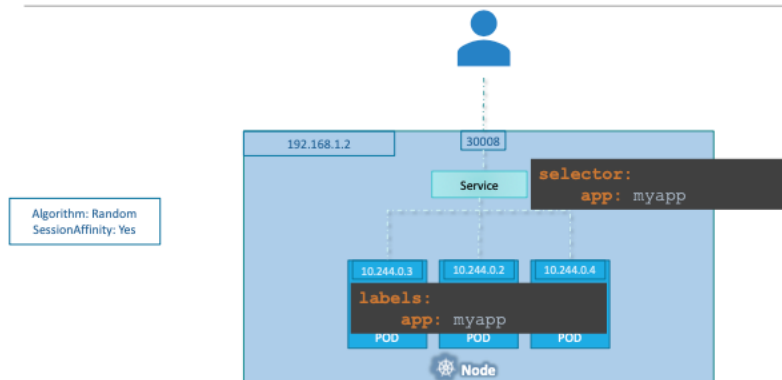 192.168.1.2
30008
Service
selector:
app: myapp
Algorithm: Random
SessionAffinity: Yes
10.244.0.3
10.244.0.2
10.244.0.4
labels:
app: myapp
POD
POD
POD
Node